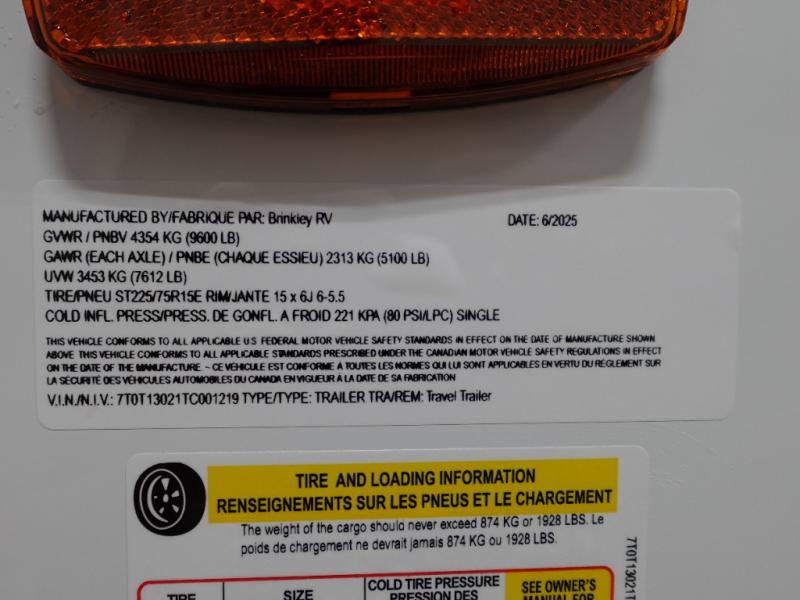 MANUFACTURED BY/FABRIQUE PAR: Brinkley RV DATE: 6/2025
GVWR / PNBV 4354 KG (9600 LB)
GAWR (EACH AXLE) / PNBE (CHAQUE ESSIEU) 2313 KG (5100 LB)
UVW 3453 KG (7612 LB)
TIRE/PNEU ST225/75R15E RIM/JANTE 15 x 6J 6-5.5
COLD INFL. PRESS/PRESS. DE GONFL. A FROID 221 KPA (80 PSI/LPC) SINGLE
THIS VEHICLE CONFORMS TO ALL APPLICABLE U.S FEDERAL MOTOR VEHICLE SAFETY STANDARDS IN EFFECT ON THE DATE OF MANUFACTURE SHOWN
ABOVE THIS VEHICLE CONFORMS TO ALL APPLICABLE STANDARDS PRESCRIBED UNDER THE CANADIAN MOTOR VEHICLE SAFETY REGULATIONS IN EFFECT
ON THE DATE OF THE MANUFACTURE - CE VEHICULE EST CONFORME À TOUTES LES NORMES QUI LUI SONT APPLICABLES EN VERTU DU REGLEMENT SUR
LA SÉCURITÉ DES VEHICULES AUTOMOBILES DU CANADA EN VIGUEUR À LA DATE DE SA FABRICATION
V.I.N./N.I.V.: 7T0T13021TC001219 TYPE/TYPE: TRAILER TRA/REM: Travel Trailer
TIRE AND LOADING INFORMATION
RENSEIGNEMENTS SUR LES PNEUS ET LE CHARGEMENT
The weight of the cargo should never exceed 874 KG or 1928 LBS. Le
poids de chargement ne devrait jamais 874 KG ou 1928 LBS.
7T0T13021T
TIRE SIZE COLD TIRE PRESSURE SEE OWNER'S
PRESSION DES MANUAL FOR